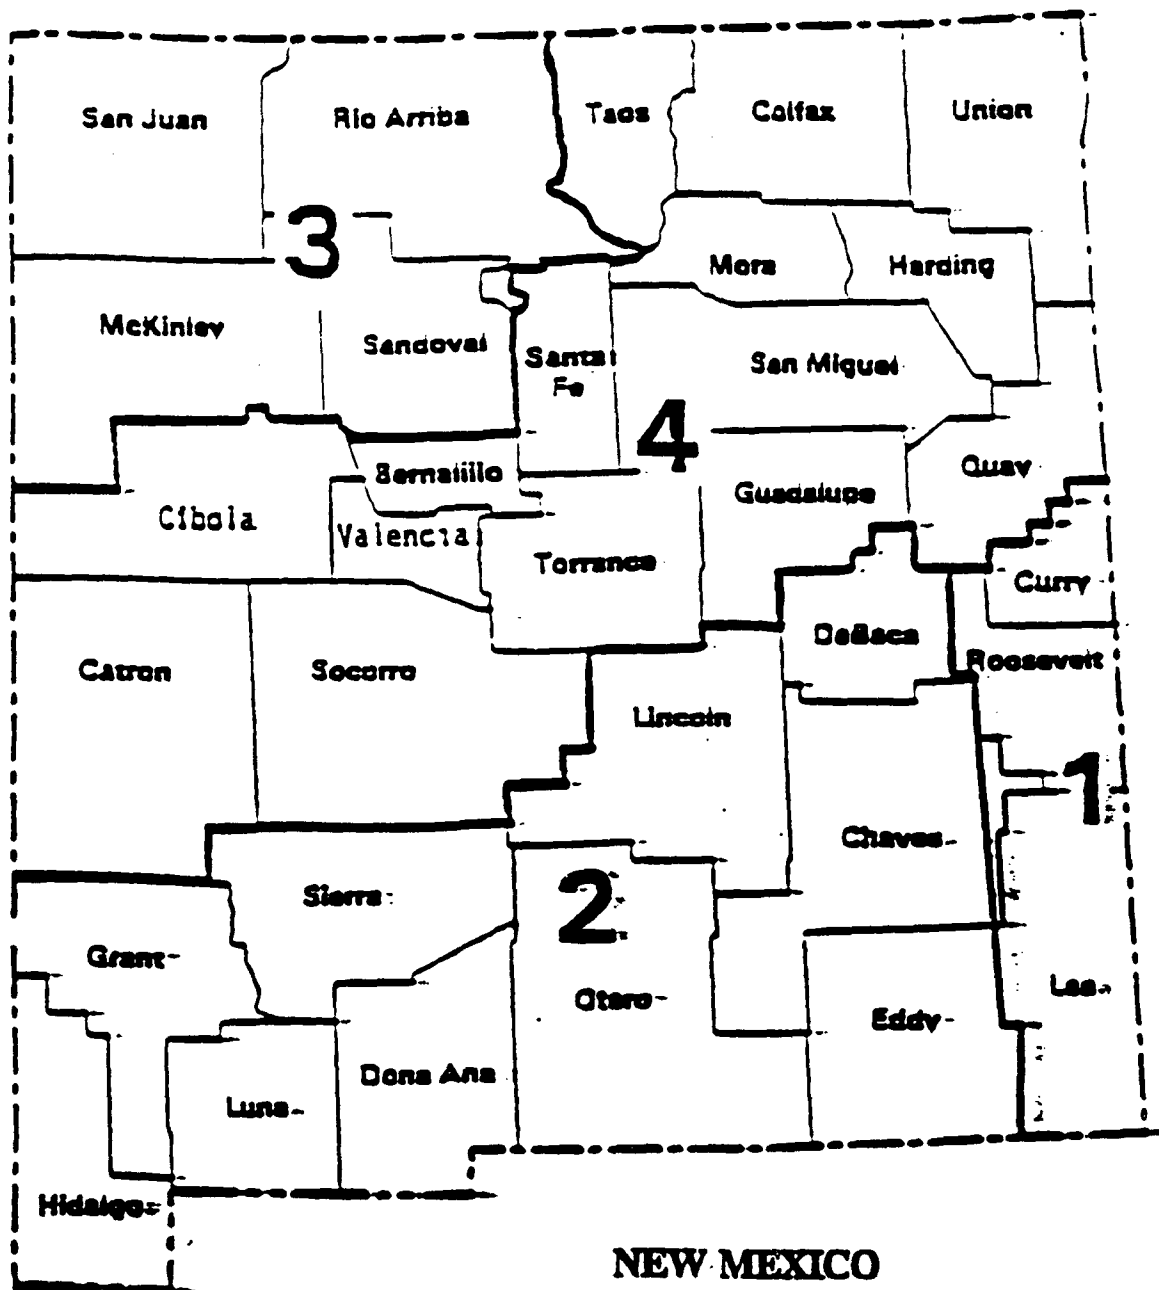 San Juan
Rio Arriba
Taos
Colfax
Union
3
Mora
Harding
McKinley
Sandoval
Santa
Fe
San Miguel
4
Bernalillo
Quay
Guadalupe
Cibola
Valencia
Torrance
Curry
DeBaca
Roosevelt
Catron
Socorro
Lincoln
1
Chaves
Sierra
2
Grant
Otero
Lea
Eddy
Dona Ana
Luna
Hidalgo
NEW MEXICO